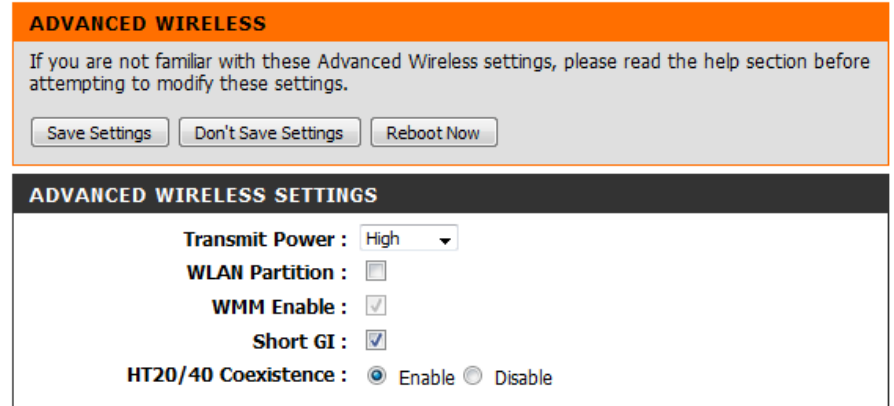 ADVANCED WIRELESS
If you are not familiar with these Advanced Wireless settings, please read the help section before
attempting to modify these settings.
Save Settings Don't Save Settings Reboot Now
ADVANCED WIRELESS SETTINGS
Transmit Power : High
WLAN Partition :
WMM Enable :
Short GI :
HT20/40 Coexistence : Enable Disable